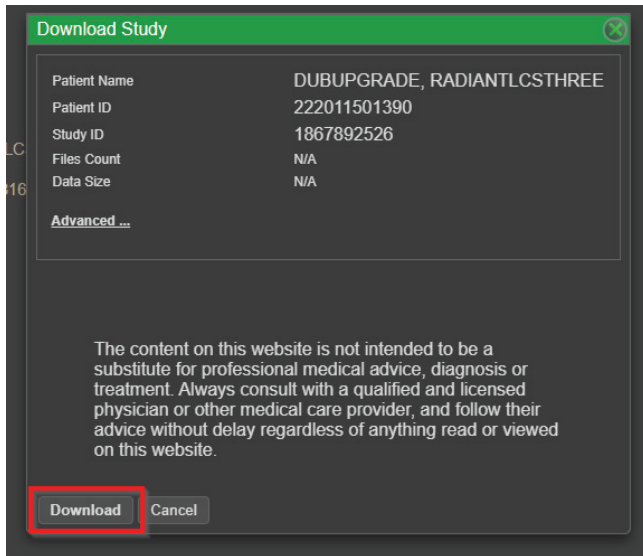 Download Study
Patient Name DUBUPGRADE, RADIANTLCSTHREE
Patient ID 222011501390
Study ID 1867892526
LC
Files Count N/A
Data Size N/A
316
Advanced ...
The content on this website is not intended to be a
substitute for professional medical advice, diagnosis or
treatment. Always consult with a qualified and licensed
physician or other medical care provider, and follow their
advice without delay regardless of anything read or viewed
on this website.
Download Cancel